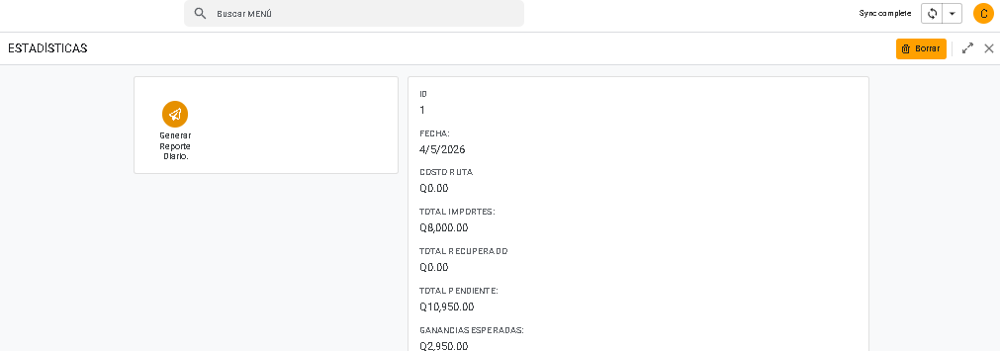 Buscar MENÚ
Sync complete
C
ESTADÍSTICAS
Borrar
Generar
Reporte
Diario.
ID
1
FECHA:
4/5/2026
COSTO RUTA
Q0.00
TOTAL IMPORTES:
Q8,000.00
TOTAL RECUPERADO
Q0.00
TOTAL PENDIENTE:
Q10,950.00
GANANCIAS ESPERADAS:
Q2,950.00